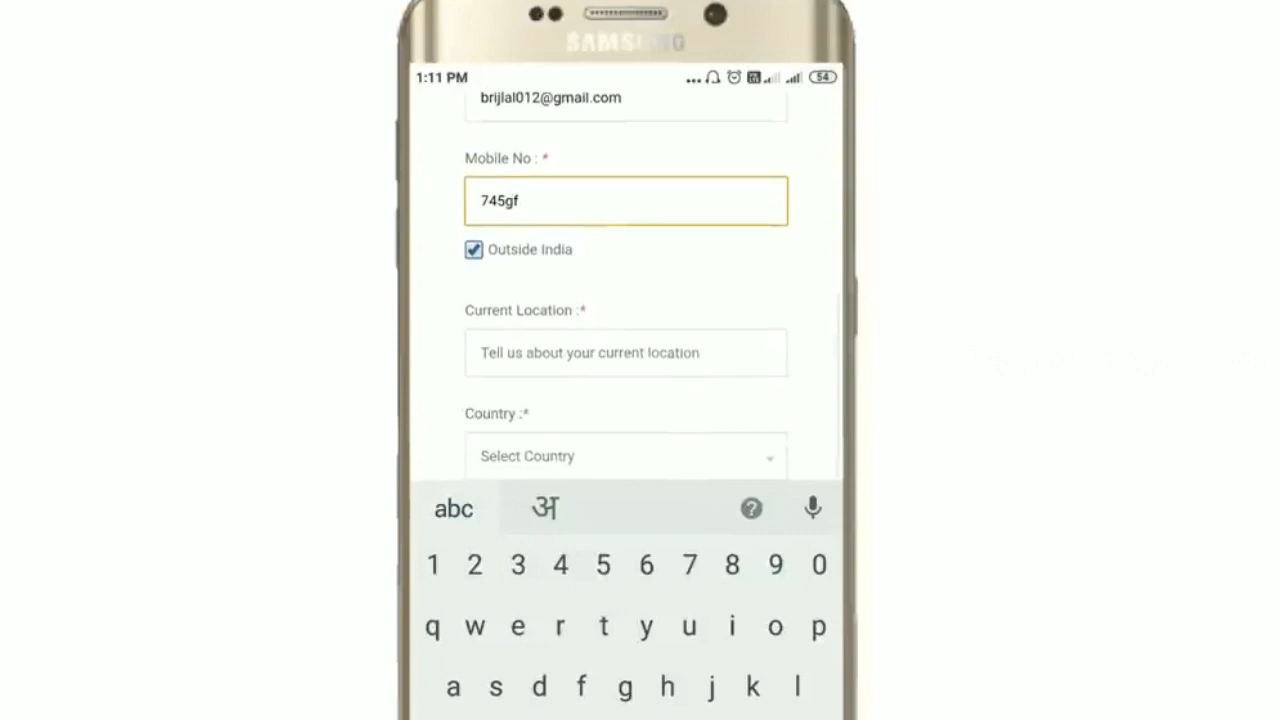 SAMSUNG
1:11 PM 54
brijlal012@gmail.com
Mobile No : *
745gf
Outside India
Current Location :*
Tell us about your current location
Country :*
Select Country
abc अ ?
1 2 3 4 5 6 7 8 9 0
q w e r t y u i o p
a s d f g h j k l